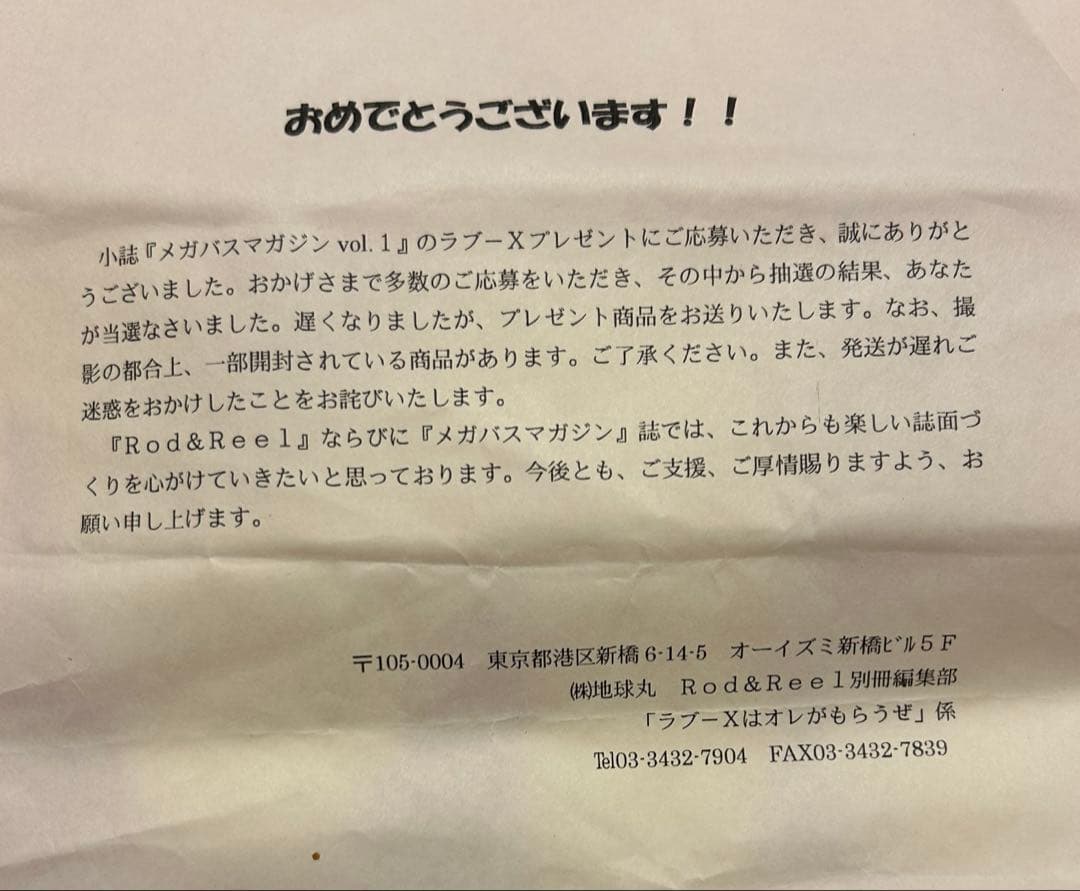 おめでとうございます！！
小誌『メガバスマガジン vol.１』のラブーＸプレゼントにご応募いただき、誠にありがと
うございました。おかげさまで多数のご応募をいただき、その中から抽選の結果、あなた
が当選なさいました。遅くなりましたが、プレゼント商品をお送りいたします。なお、撮
影の都合上、一部開封されている商品があります。ご了承ください。また、発送が遅れご
迷惑をおかけしたことをお詫びいたします。
『Ｒｏｄ＆Ｒｅｅｌ』ならびに『メガバスマガジン』誌では、これからも楽しい誌面づ
くりを心がけていきたいと思っております。今後とも、ご支援、ご厚情賜りますよう、お
願い申し上げます。
〒105-0004　東京都港区新橋 6-14-5　オーイズミ新橋ﾋﾞﾙ５Ｆ
㈱地球丸　Ｒｏｄ＆Ｒｅｅｌ別冊編集部
「ラブーＸはオレがもらうぜ」係
℡03-3432-7904　FAX03-3432-7839